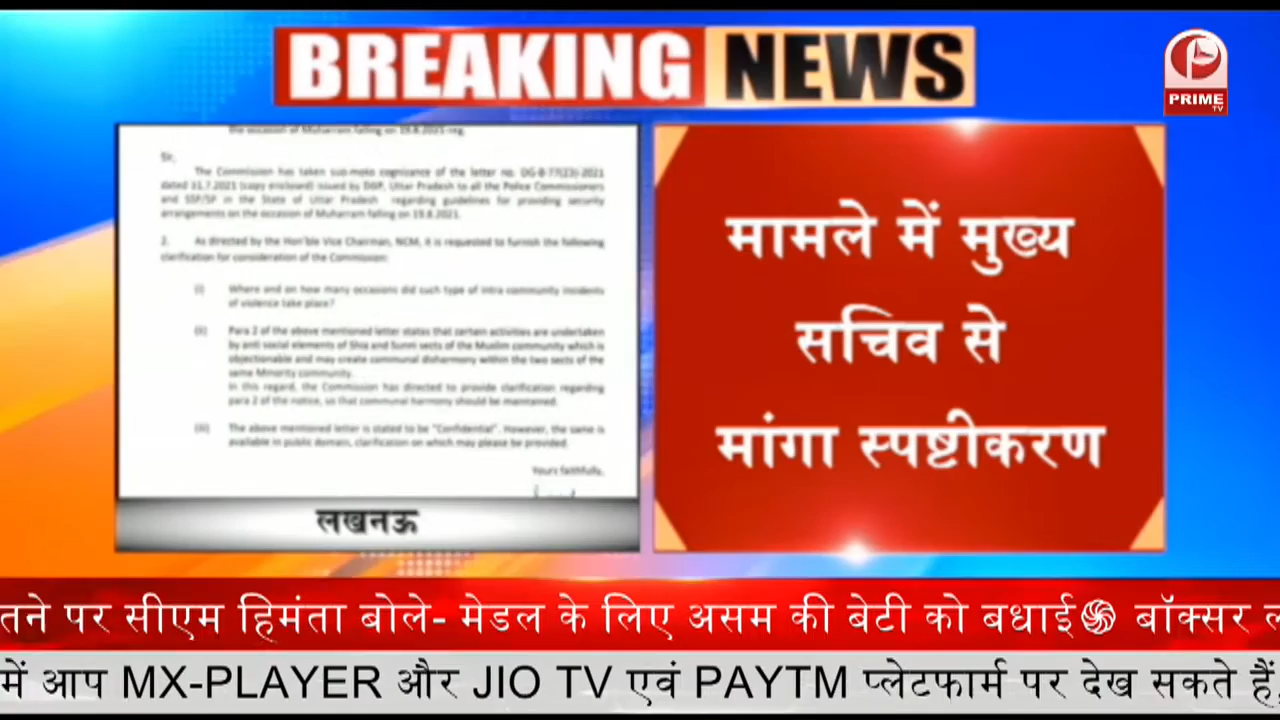 BREAKING NEWS
PRIME
TV
the occasion of Muharram falling on 19.8.2021-reg.
Sir,
The Commission has taken suo-moto cognizance of the letter no. DG-8-77(23)-2021
dated 31.7.2021 (copy enclosed) issued by DGP, Uttar Pradesh to all the Police Commissioners
and SSP/SP in the State of Uttar Pradesh regarding guidelines for providing security
arrangements on the occasion of Muharram falling on 19.8.2021.
2. As directed by the Hon'ble Vice Chairman, NCM, it is requested to furnish the following
clarification for consideration of the Commission:
(i) Where and on how many occasions did such type of intra community incidents
of violence take place?
(ii) Para 2 of the above mentioned letter states that certain activities are undertaken
by anti social elements of Shia and Sunni sects of the Muslim community which is
objectionable and may create communal disharmony within the two sects of the
same Minority community.
In this regard, the Commission has directed to provide clarification regarding
para 2 of the notice, so that communal harmony should be maintained.
(iii) The above mentioned letter is stated to be "Confidential". However, the same is
available in public domain, clarification on which may please be provided.
Yours faithfully,
लखनऊ
मामले में मुख्य
सचिव से
मांगा स्पष्टीकरण
तने पर सीएम हिमंता बोले- मेडल के लिए असम की बेटी को बधाई बॉक्सर ल
में आप MX-PLAYER और JIO TV एवं PAYTM प्लेटफार्म पर देख सकते हैं,